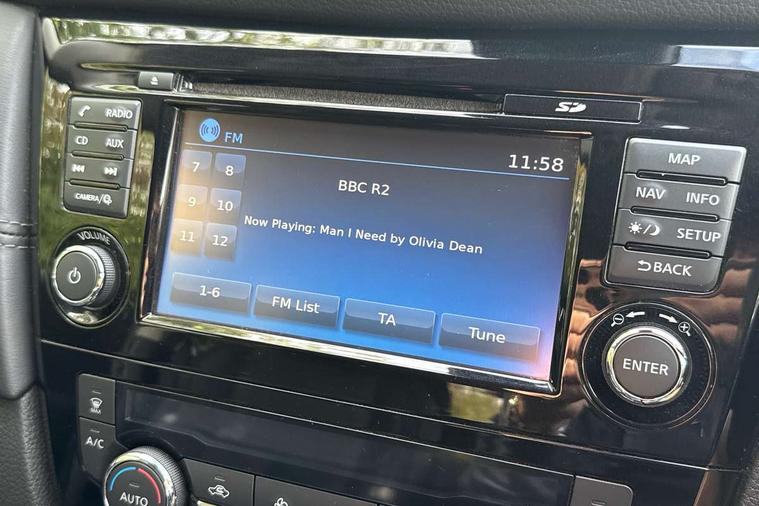 RADIO
CD AUX
CAMERA/
VOLUME
FM
11:58
7 8
9 10
11 12
BBC R2
Now Playing: Man I Need by Olivia Dean
1-6
FM List
TA
Tune
SD
MAP
NAV INFO
SETUP
BACK
ENTER
MAX
A/C
AUTO